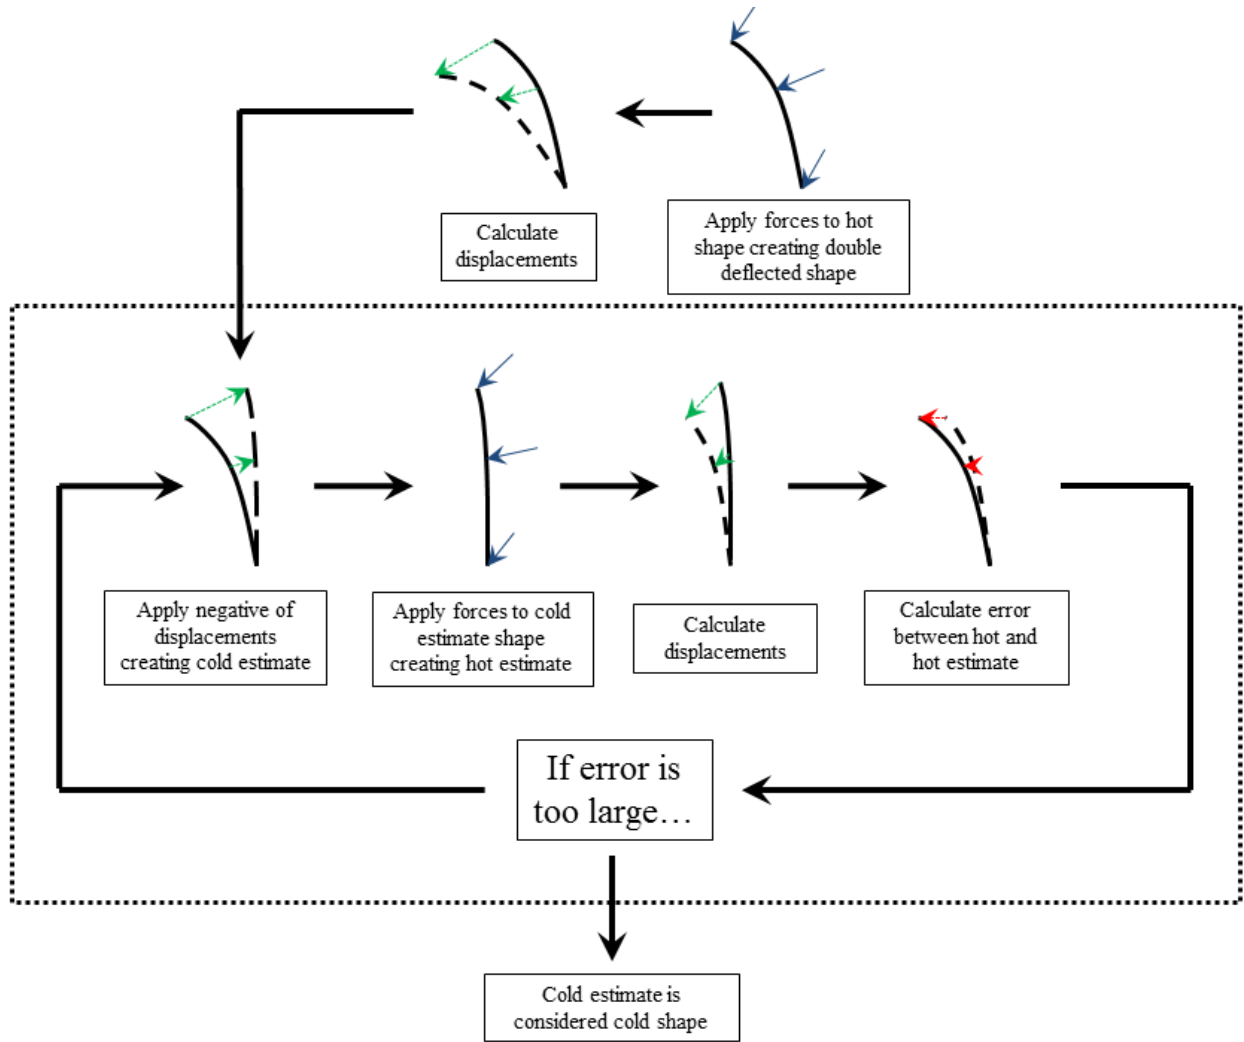 Calculate
displacements
Apply forces to hot
shape creating double
deflected shape
Apply negative of
displacements
creating cold estimate
Apply forces to cold
estimate shape
creating hot estimate
Calculate
displacements
Calculate error
between hot and
hot estimate
If error is
too large…
Cold estimate is
considered cold shape